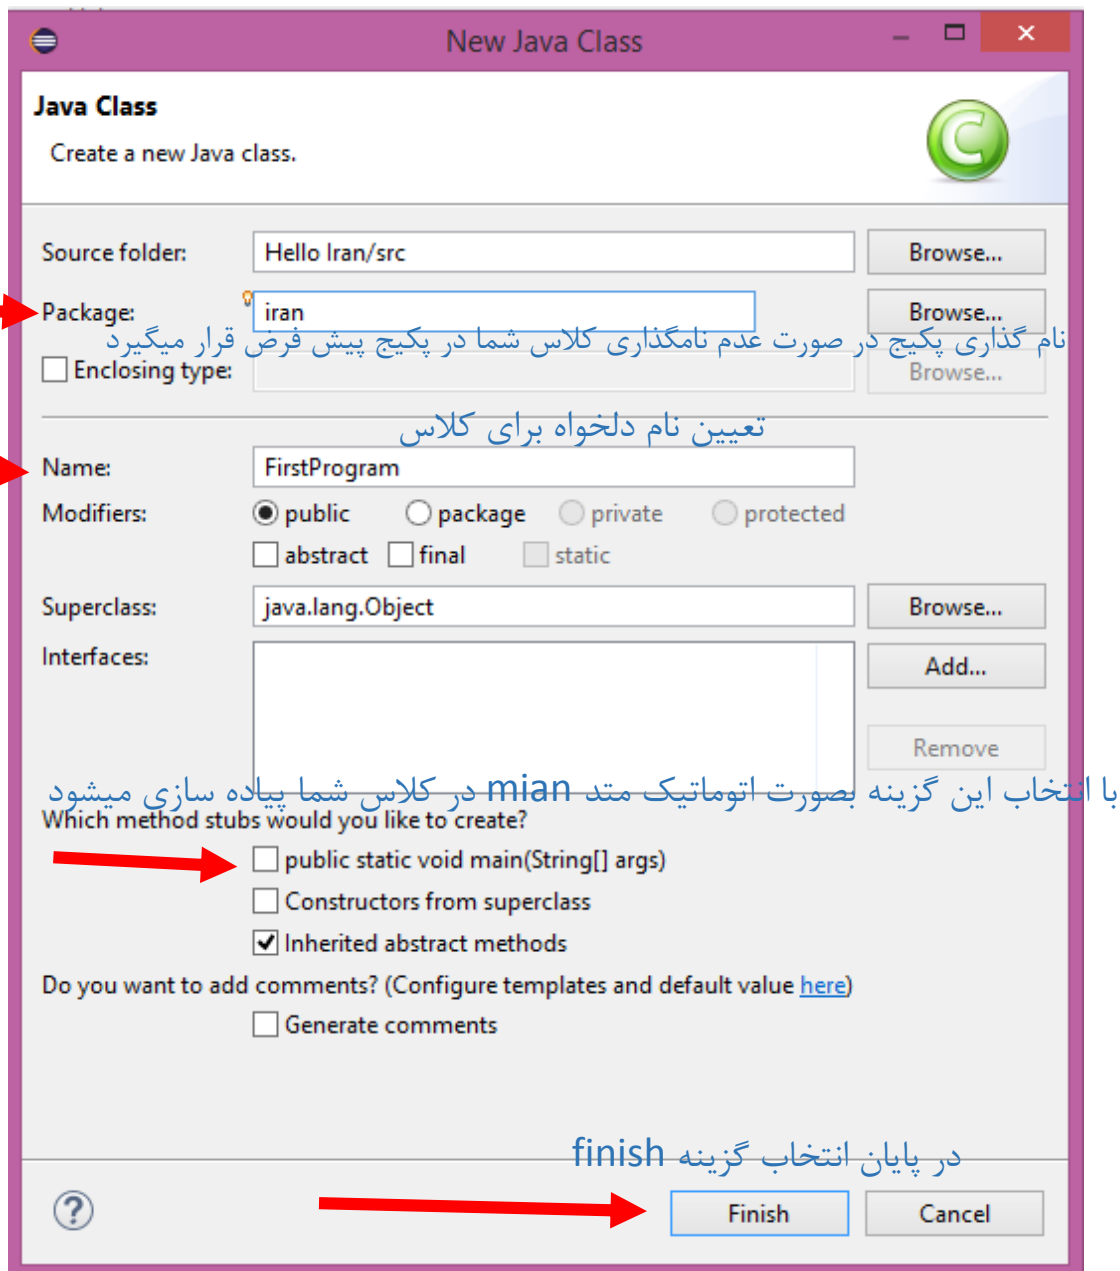 New Java Class
Java Class
Create a new Java class.
Source folder: Hello Iran/src Browse...
Package: iran Browse...
نام گذاری پکیج در صورت عدم نامگذاری کلاس شما در پکیج پیش فرض قرار میگیرد
Enclosing type: Browse...
تعیین نام دلخواه برای کلاس
Name: FirstProgram
Modifiers: public package private protected
abstract final static
Superclass: java.lang.Object Browse...
Interfaces: Add...
Remove
با انتخاب این گزینه بصورت اتوماتیک متد mian در کلاس شما پیاده سازی میشود
Which method stubs would you like to create?
public static void main(String[] args)
Constructors from superclass
Inherited abstract methods
Do you want to add comments? (Configure templates and default value here)
Generate comments
در پایان انتخاب گزینه finish
? Finish Cancel